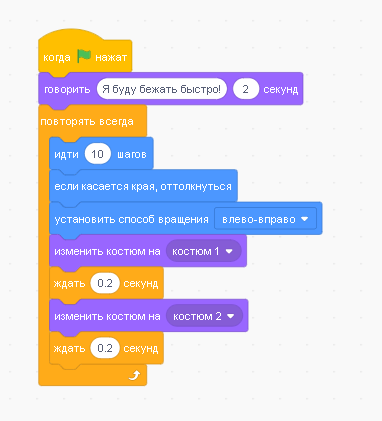 когда нажат
говорить Я буду бежать быстро! 2 секунд
повторять всегда
идти 10 шагов
если касается края, оттолкнуться
установить способ вращения влево-вправо
изменить костюм на костюм 1
ждать 0.2 секунд
изменить костюм на костюм 2
ждать 0.2 секунд